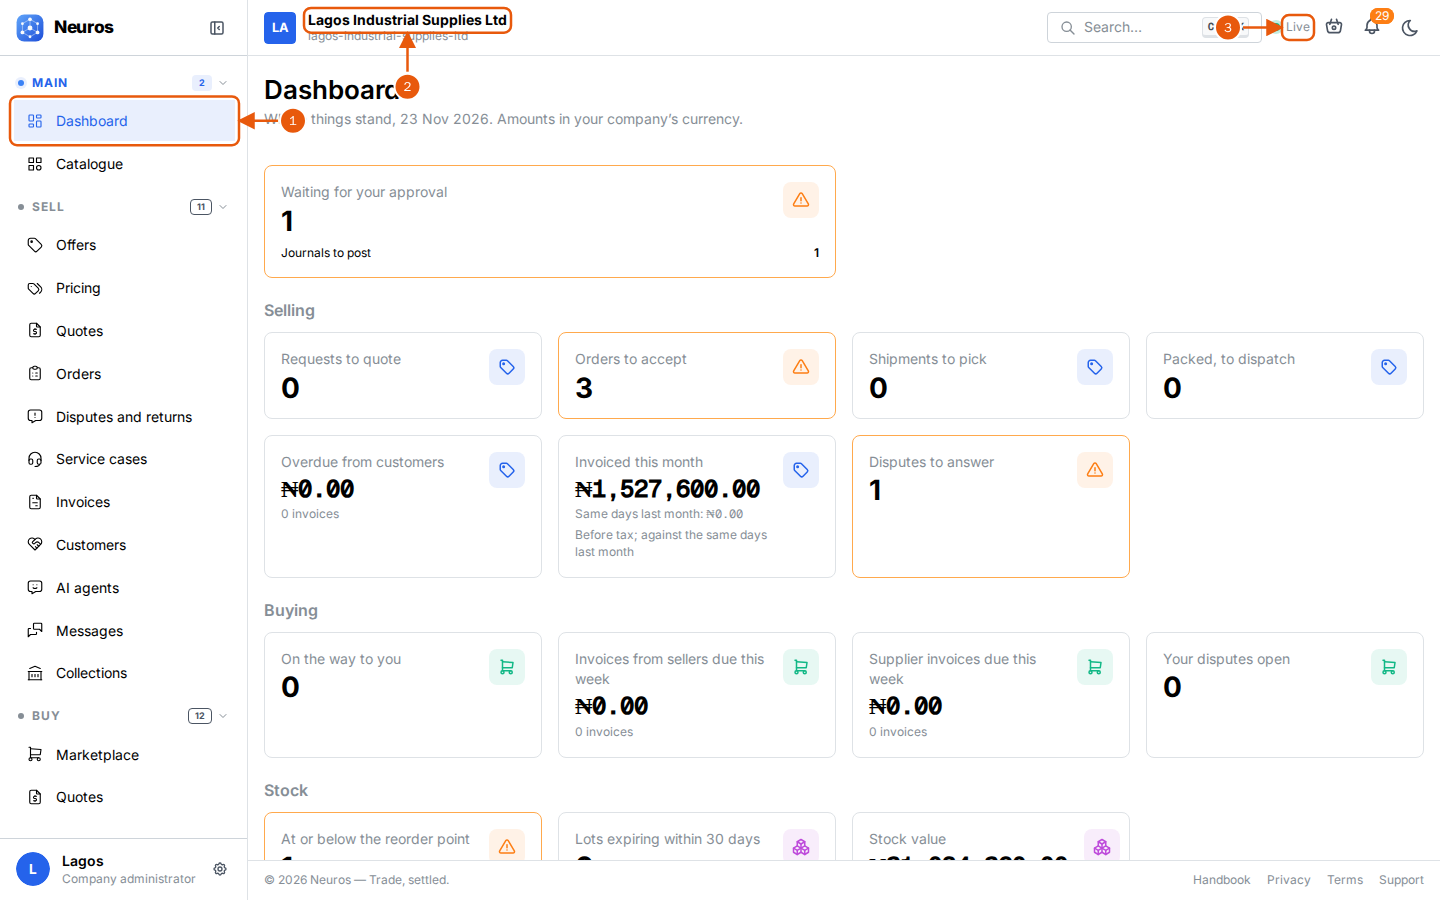 Neuros
LA
Lagos Industrial Supplies Ltd
Search...
3
Live
29
2
MAIN
2
Dashboard
Catalogue
SELL
11
Offers
Pricing
Quotes
Orders
Disputes and returns
Service cases
Invoices
Customers
AI agents
Messages
Collections
BUY
12
Marketplace
Quotes
L
Lagos
Company administrator
Dashboard
1
things stand, 23 Nov 2026. Amounts in your company's currency.
Waiting for your approval
1
Journals to post
1
Selling
Requests to quote
0
Orders to accept
3
Shipments to pick
0
Packed, to dispatch
0
Overdue from customers
₦0.00
0 invoices
Invoiced this month
₦1,527,600.00
Same days last month: ₦0.00
Before tax; against the same days
last month
Disputes to answer
1
Buying
On the way to you
0
Invoices from sellers due this
week
₦0.00
0 invoices
Supplier invoices due this
week
₦0.00
0 invoices
Your disputes open
0
Stock
At or below the reorder point
Lots expiring within 30 days
Stock value
© 2026 Neuros — Trade, settled.
Handbook
Privacy
Terms
Support